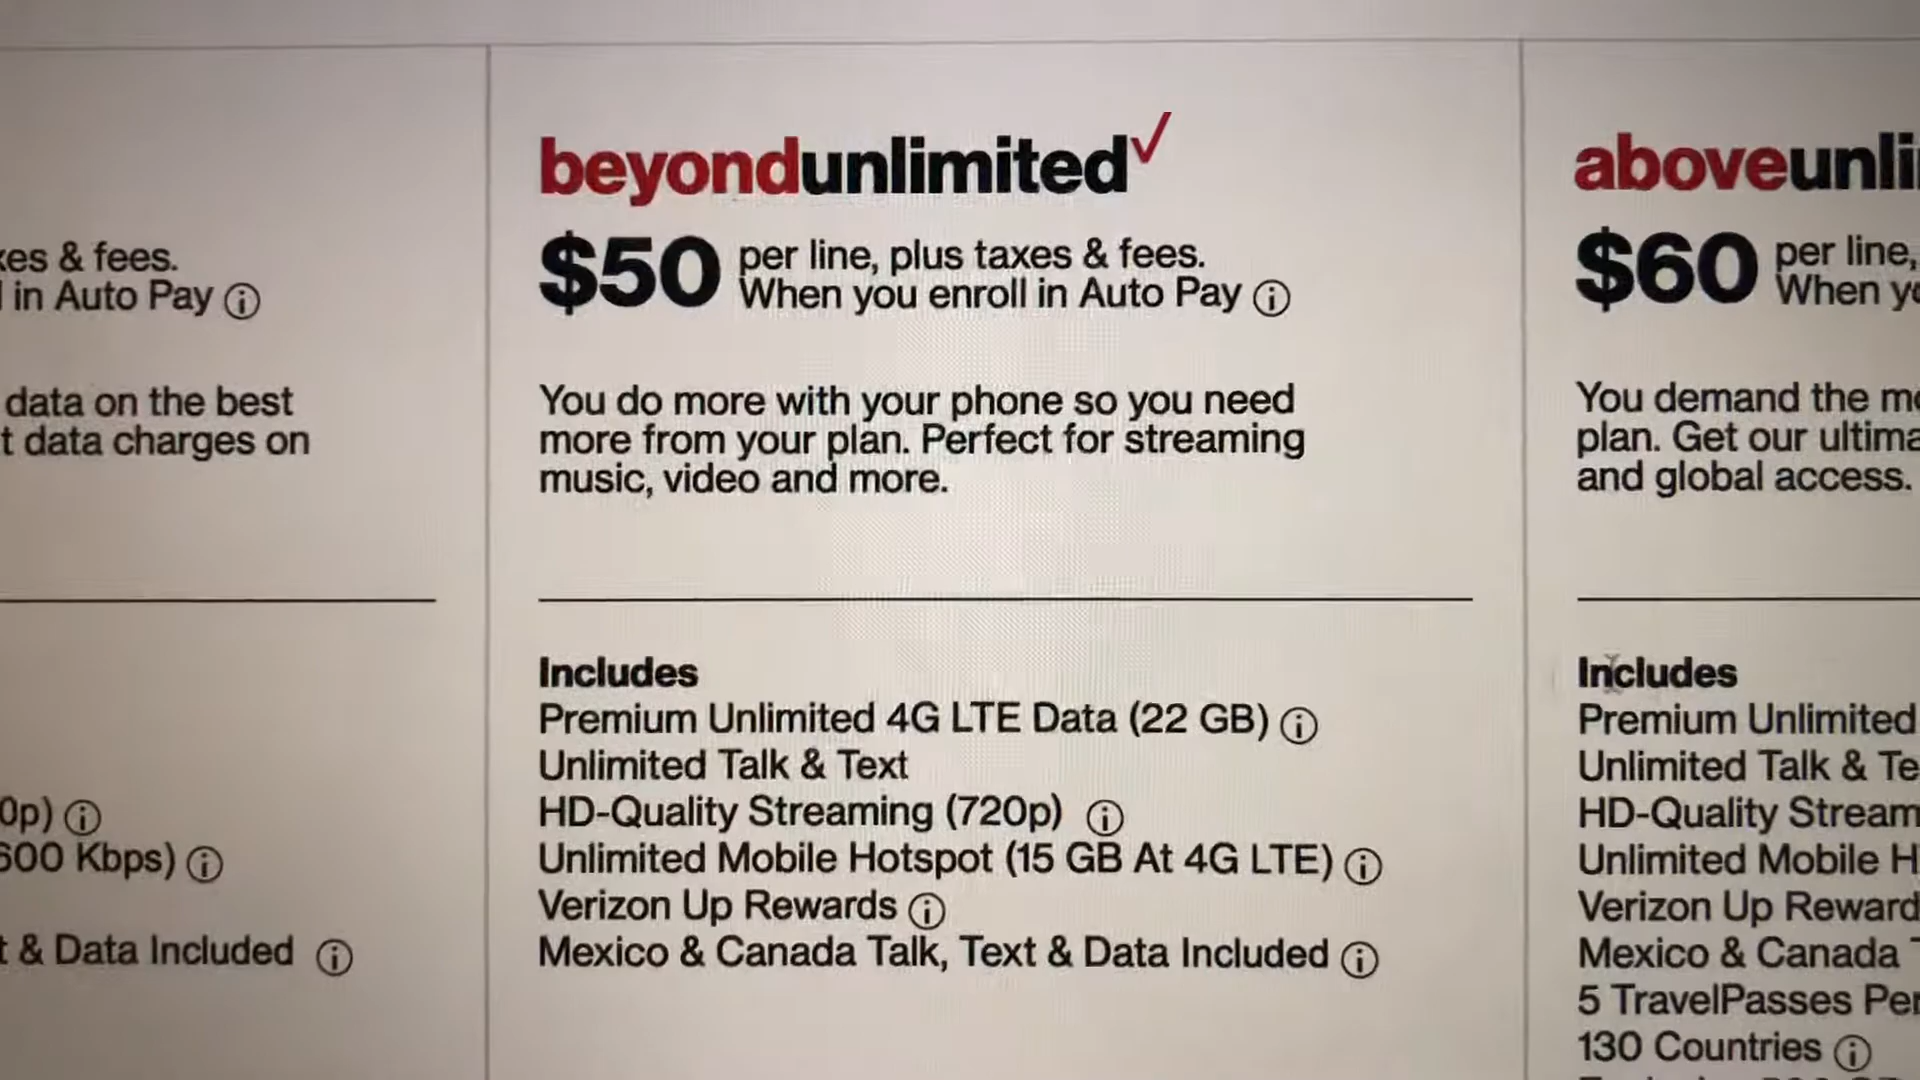 xes & fees.
in Auto Pay
data on the best
t data charges on
0p)
600 Kbps)
t & Data Included
beyondunlimited
$50 per line, plus taxes & fees.
When you enroll in Auto Pay
You do more with your phone so you need
more from your plan. Perfect for streaming
music, video and more.
Includes
Premium Unlimited 4G LTE Data (22 GB)
Unlimited Talk & Text
HD-Quality Streaming (720p)
Unlimited Mobile Hotspot (15 GB At 4G LTE)
Verizon Up Rewards
Mexico & Canada Talk, Text & Data Included
aboveunli
$60 per line,
When yo
You demand the mo
plan. Get our ultima
and global access.
Includes
Premium Unlimited
Unlimited Talk & Te
HD-Quality Stream
Unlimited Mobile H
Verizon Up Reward
Mexico & Canada T
5 TravelPasses Per
130 Countries